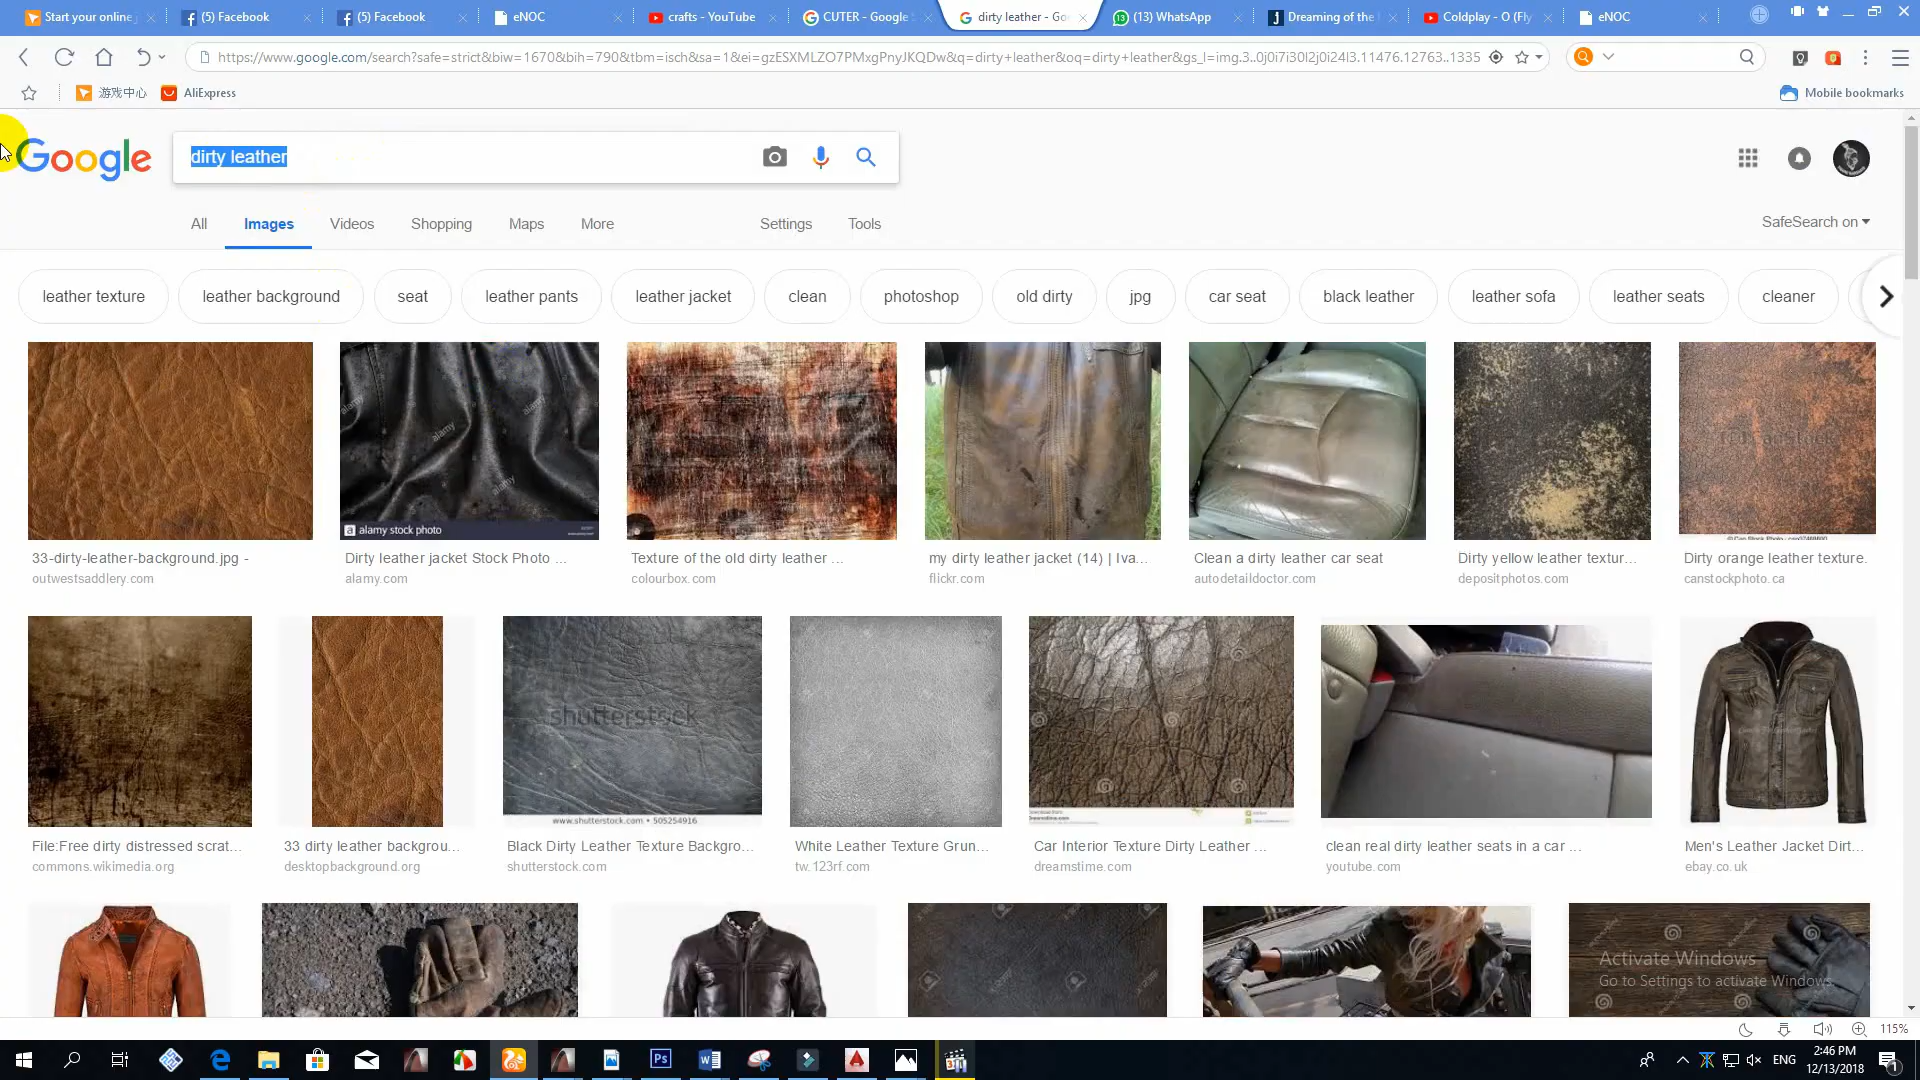 Start your online
(5) Facebook
(5) Facebook
eNOC
crafts - YouTube
CUTER - Google
dirty leather - Go
(13) WhatsApp
Dreaming of the
Coldplay - O (Fly
eNOC
https://www.google.com/search?safe=strict&biw=1670&bih=790&tbm=isch&sa=1&ei=gzESXMLZO7PMxgPnyJKQDw&q=dirty+leather&oq=dirty+leather&gs_l=img.3..0j0i7i30l2j0i24l3.11476.12763..1335
游戏中心
AliExpress
Mobile bookmarks
Google
dirty leather
All
Images
Videos
Shopping
Maps
More
Settings
Tools
SafeSearch on
leather texture
leather background
seat
leather pants
leather jacket
clean
photoshop
old dirty
jpg
car seat
black leather
leather sofa
leather seats
cleaner
alamy
alamy
alamy
a alamy stock photo
33-dirty-leather-background.jpg -
outwestsaddlery.com
Dirty leather jacket Stock Photo ...
alamy.com
Texture of the old dirty leather ...
colourbox.com
my dirty leather jacket (14) | Iva...
flickr.com
Clean a dirty leather car seat
autodetaildoctor.com
Dirty yellow leather textur...
depositphotos.com
Dirty orange leather texture.
canstockphoto.ca
shutterstock
www.shutterstock.com • 505254916
File:Free dirty distressed scrat...
commons.wikimedia.org
33 dirty leather backgrou...
desktopbackground.org
Black Dirty Leather Texture Backgro...
shutterstock.com
White Leather Texture Grun...
tw.123rf.com
Car Interior Texture Dirty Leather ...
dreamstime.com
clean real dirty leather seats in a car ...
youtube.com
Men's Leather Jacket Dirt...
ebay.co.uk
Activate Windows
Go to Settings to activate Windows.
115%
Ps
ENG
2:46 PM
12/13/2018
1